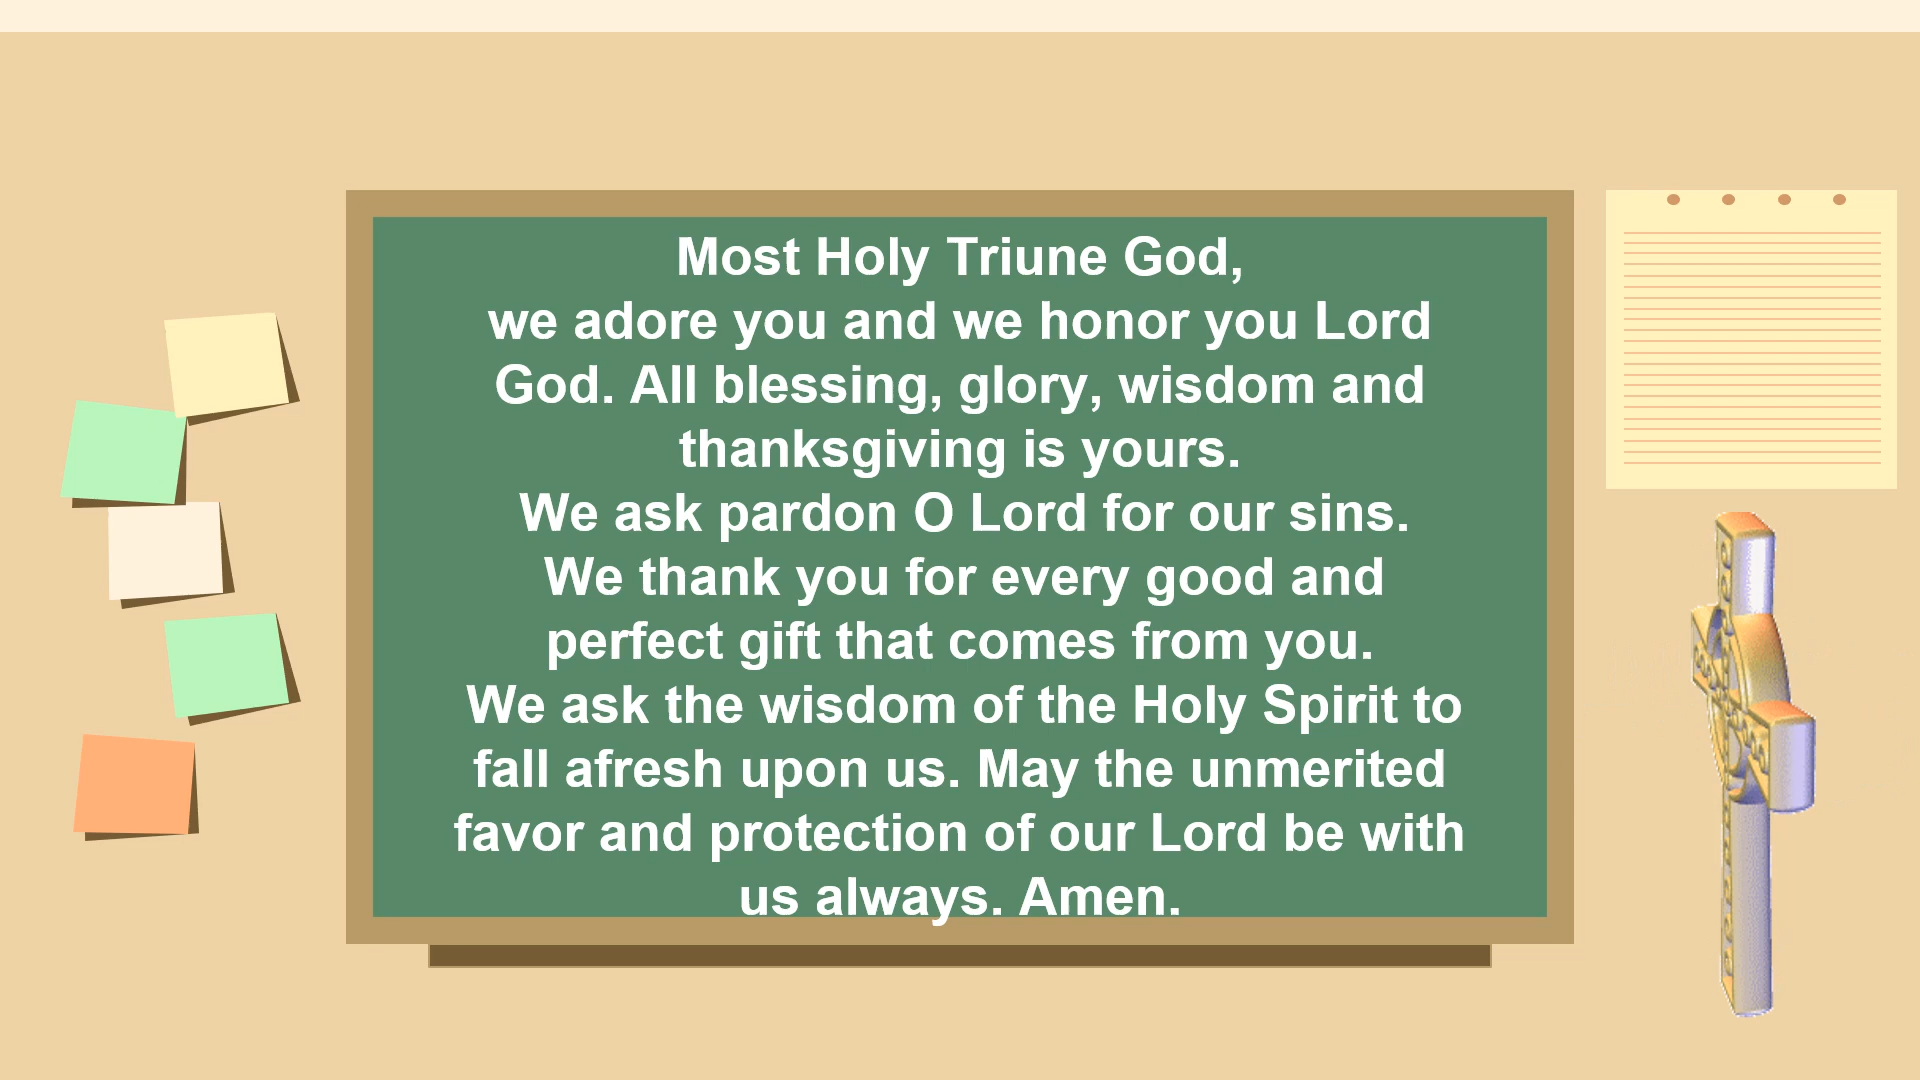 Most Holy Triune God,
we adore you and we honor you Lord
God. All blessing, glory, wisdom and
thanksgiving is yours.
We ask pardon O Lord for our sins.
We thank you for every good and
perfect gift that comes from you.
We ask the wisdom of the Holy Spirit to
fall afresh upon us. May the unmerited
favor and protection of our Lord be with
us always. Amen.